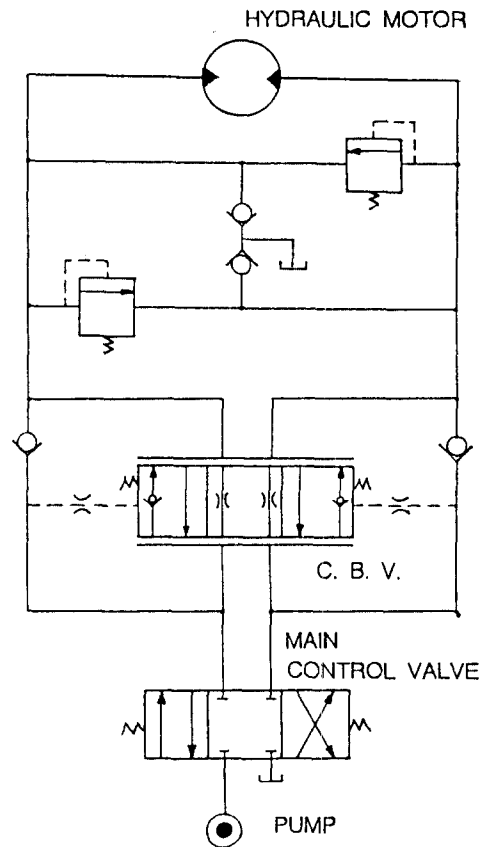 HYDRAULIC MOTOR
C. B. V.
MAIN
CONTROL VALVE
PUMP